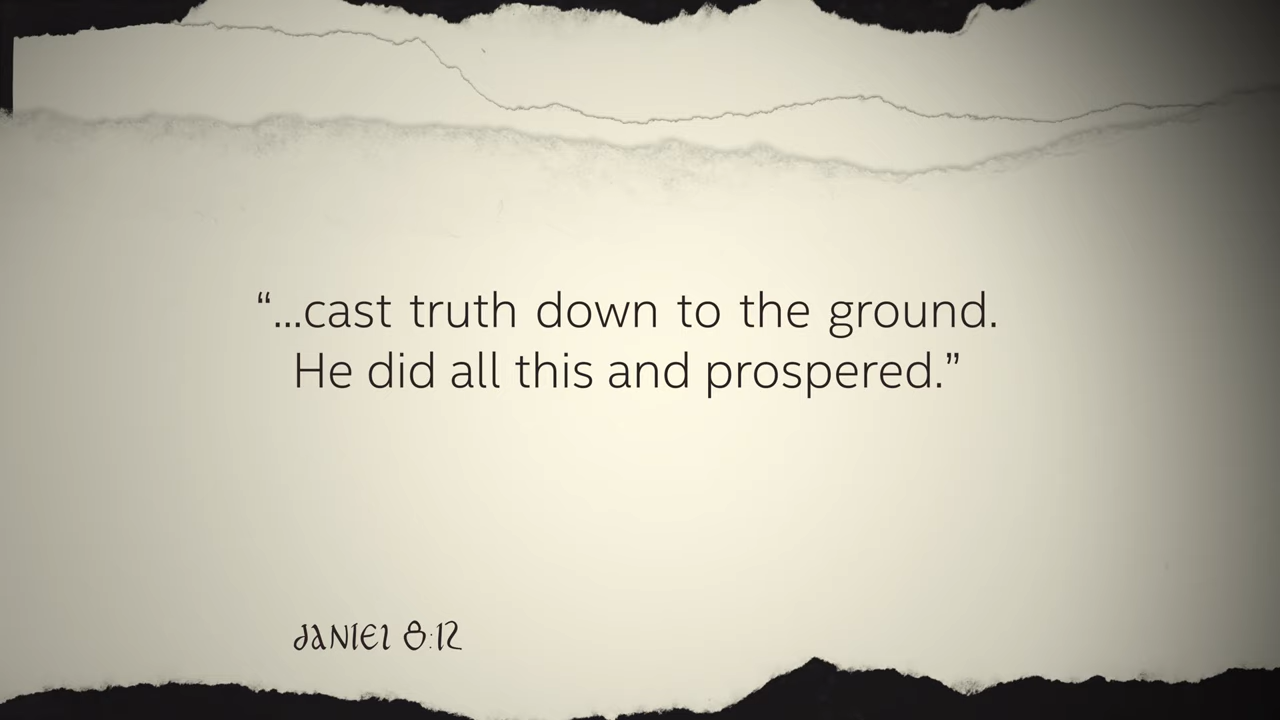 “...cast truth down to the ground.
He did all this and prospered.”
DANIEL 8:12